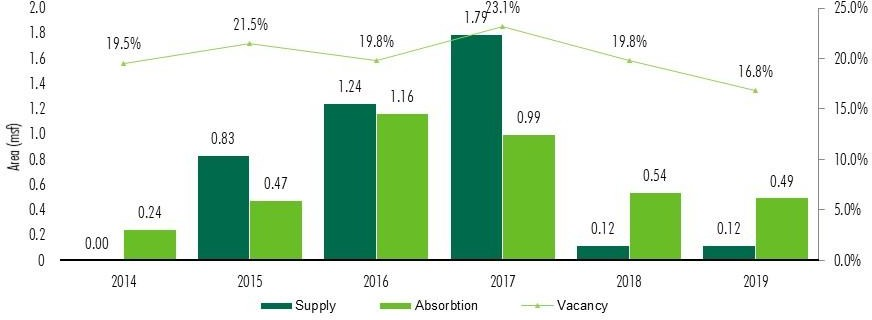 2.0 1.79 23.1% 25.0%
1.8 19.5% 21.5% 19.8% 19.8% 20.0%
1.6 16.8%
1.4 1.24 1.16 15.0%
1.2 0.99
1.0 0.83 10.0%
0.8
0.6 0.47 0.54 0.49
0.4 0.24 5.0%
0.2 0.00 0.12 0.12
0 0.0%
Area (msf)
2014 2015 2016 2017 2018 2019
Supply Absorbtion Vacancy